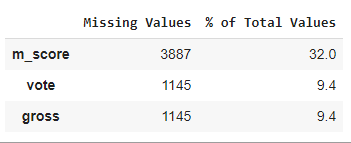 Missing Values % of Total Values
m_score 3887 32.0
vote 1145 9.4
gross 1145 9.4